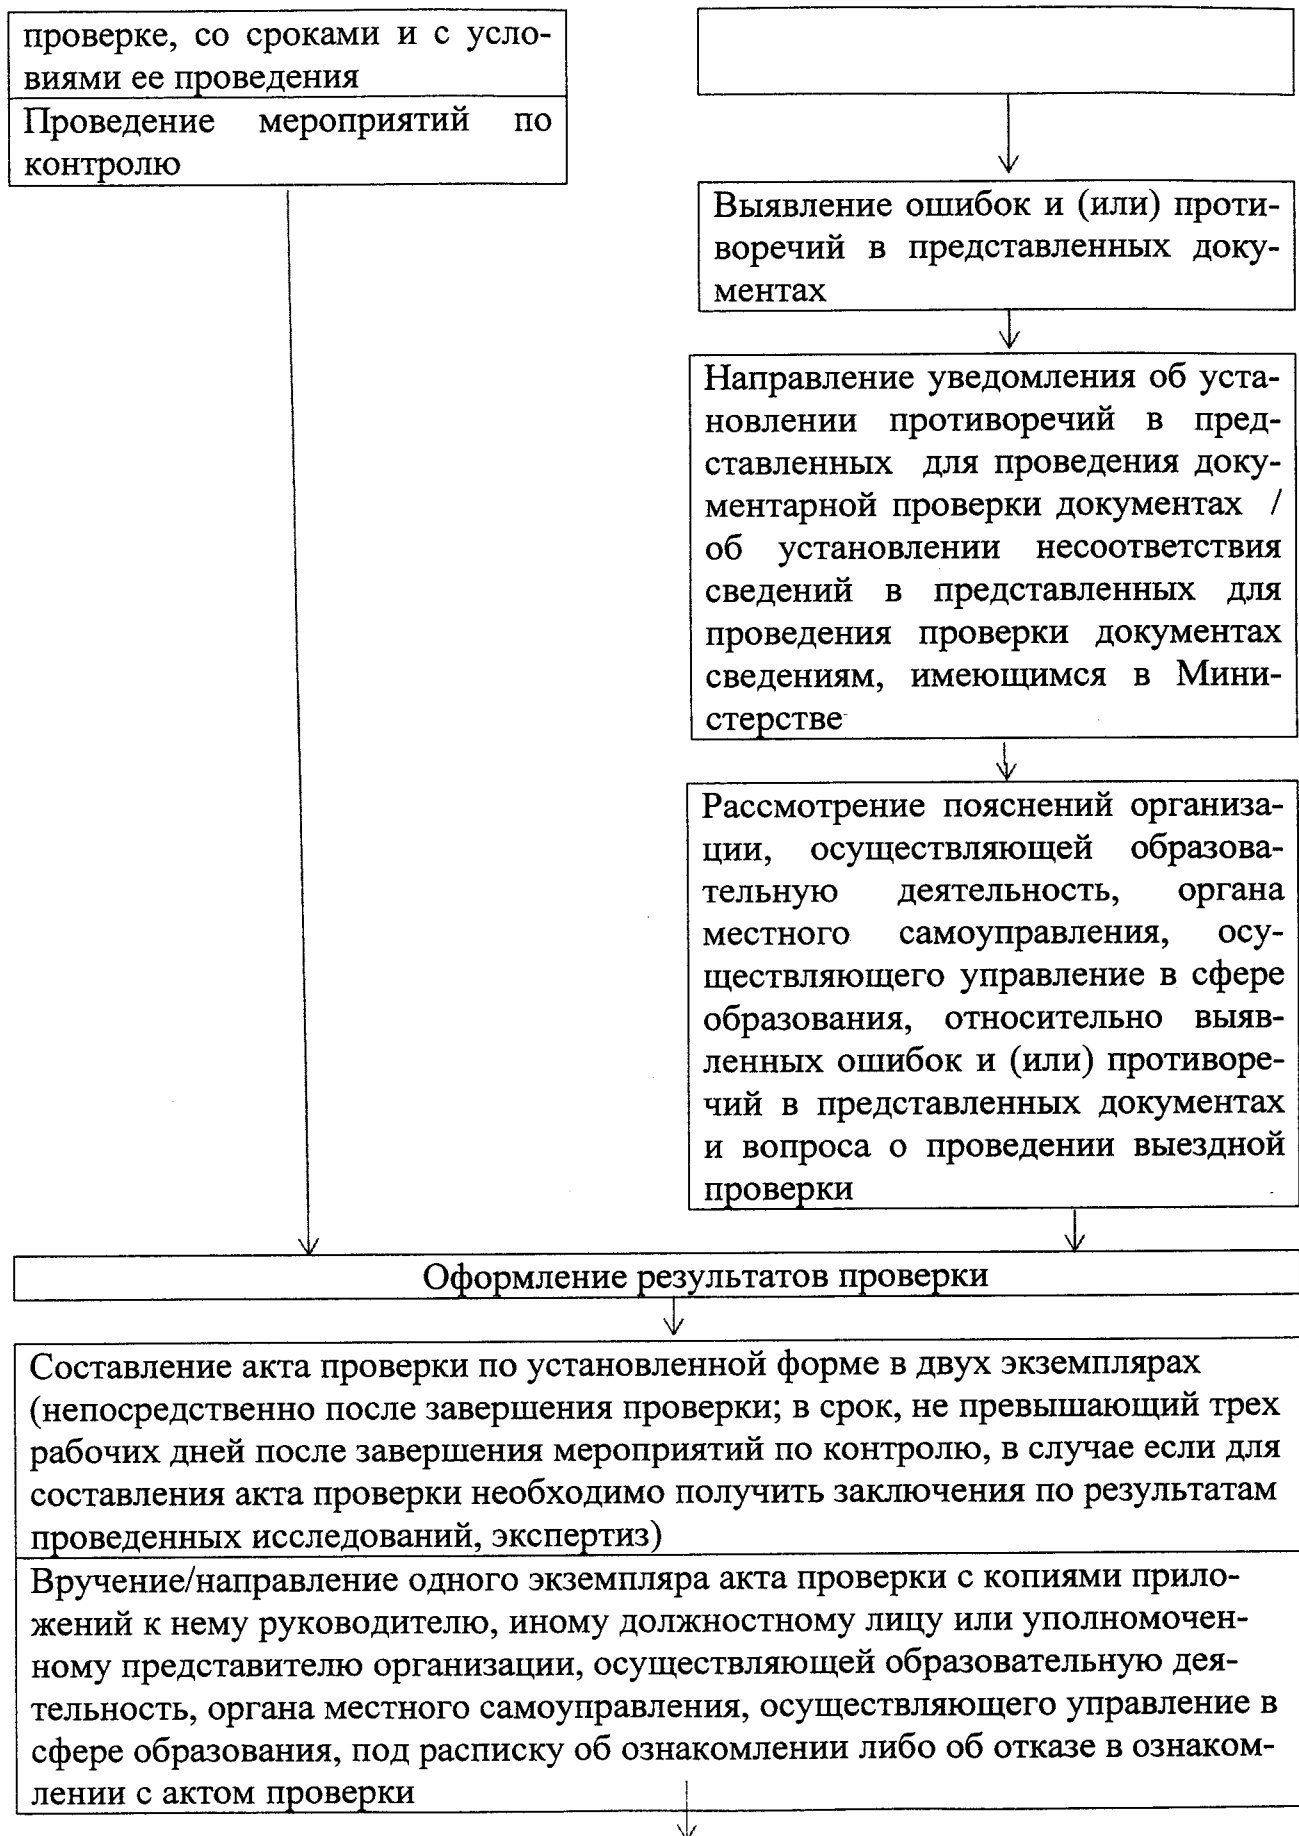 проверке, со сроками и с усло-
виями ее проведения
Проведение мероприятий по
контролю
Выявление ошибок и (или) проти-
воречий в представленных доку-
ментах
Направление уведомления об уста-
новлении противоречий в пред-
ставленных для проведения доку-
ментарной проверки документах /
об установлении несоответствия
сведений в представленных для
проведения проверки документах
сведениям, имеющимся в Мини-
стерстве
Рассмотрение пояснений организа-
ции, осуществляющей образова-
тельную деятельность, органа
местного самоуправления, осу-
ществляющего управление в сфере
образования, относительно выяв-
ленных ошибок и (или) противоре-
чий в представленных документах
и вопроса о проведении выездной
проверки
Оформление результатов проверки
Составление акта проверки по установленной форме в двух экземплярах
(непосредственно после завершения проверки; в срок, не превышающий трех
рабочих дней после завершения мероприятий по контролю, в случае если для
составления акта проверки необходимо получить заключения по результатам
проведенных исследований, экспертиз)
Вручение/направление одного экземпляра акта проверки с копиями прило-
жений к нему руководителю, иному должностному лицу или уполномочен-
ному представителю организации, осуществляющей образовательную дея-
тельность, органа местного самоуправления, осуществляющего управление в
сфере образования, под расписку об ознакомлении либо об отказе в ознаком-
лении с актом проверки